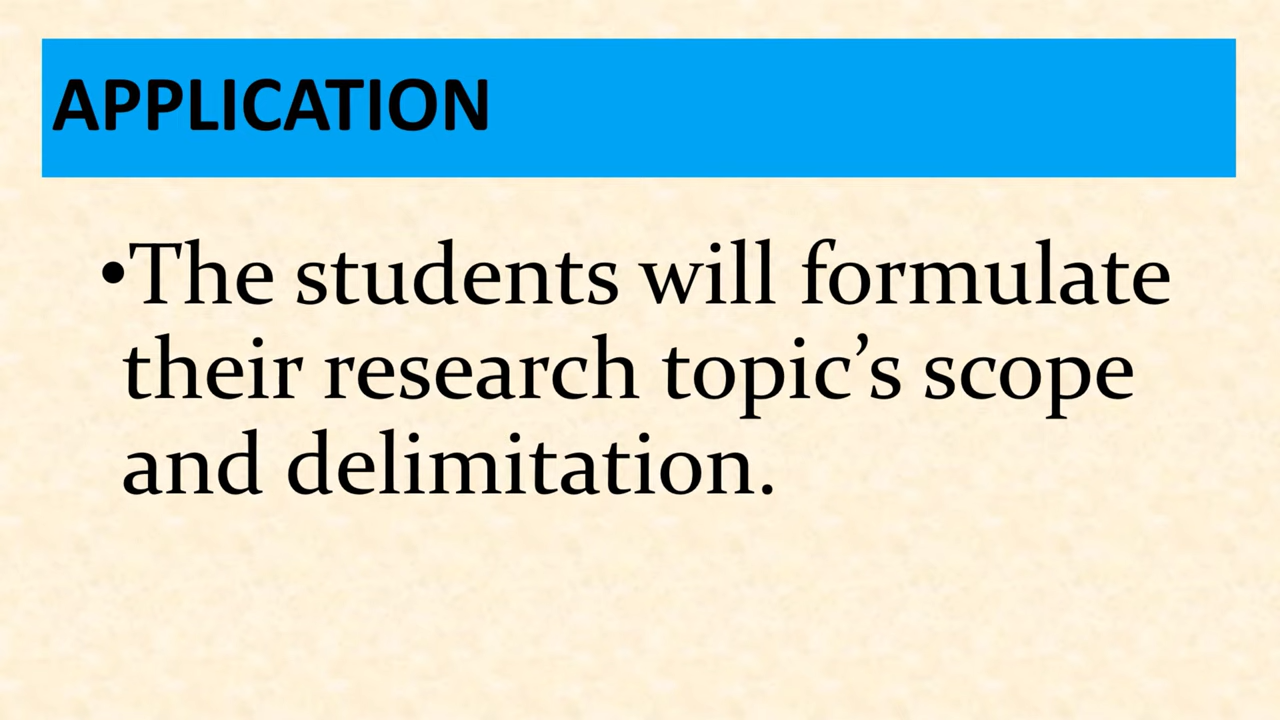 APPLICATION
•The students will formulate
their research topic’s scope
and delimitation.